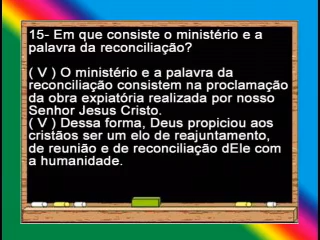 15- Em que consiste o ministério e a
palavra da reconciliação?
( V ) O ministério e a palavra da
reconciliação consistem na proclamação
da obra expiatória realizada por nosso
Senhor Jesus Cristo.
( V ) Dessa forma, Deus propiciou aos
cristãos ser um elo de reajuntamento,
de reunião e de reconciliação dEle com
a humanidade.